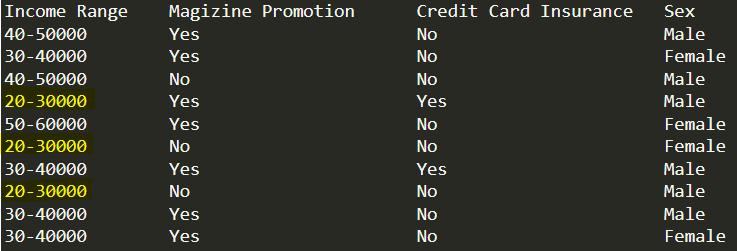 Income Range Magizine Promotion Credit Card Insurance Sex
40-50000 Yes No Male
30-40000 Yes No Female
40-50000 No No Male
20-30000 Yes Yes Male
50-60000 Yes No Female
20-30000 No No Female
30-40000 Yes Yes Male
20-30000 No No Male
30-40000 Yes No Male
30-40000 Yes No Female